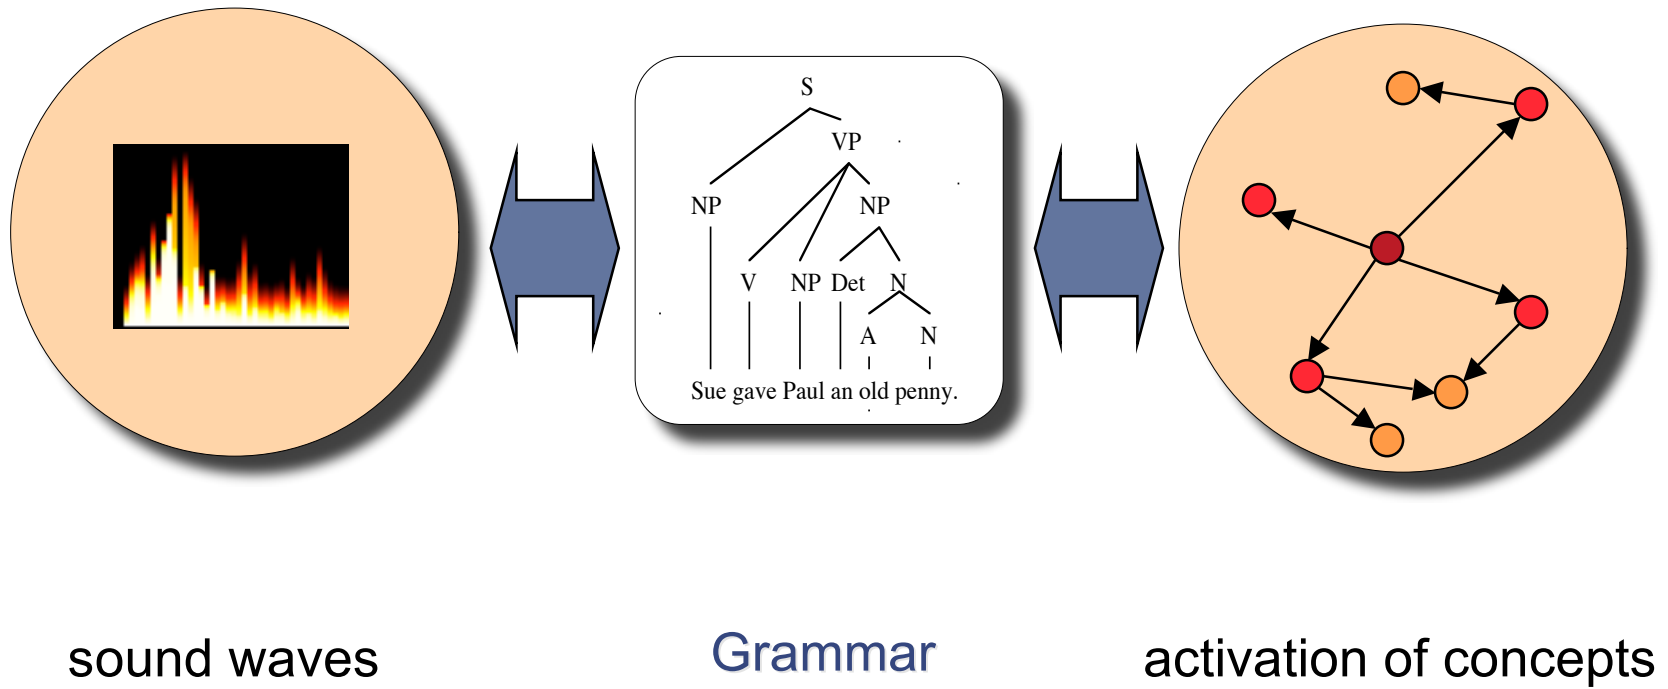 S
VP
NP NP
V NP Det N
A N
Sue gave Paul an old penny.
sound waves
Grammar
activation of concepts